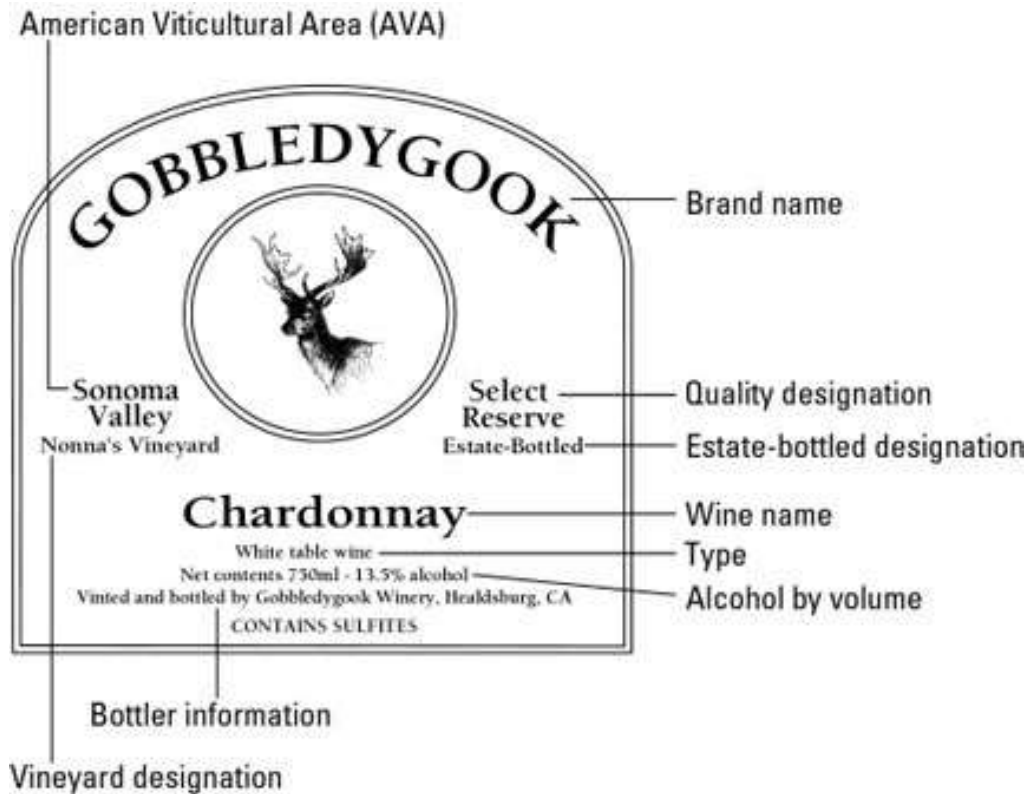 American Viticultural Area (AVA)
GOBBLEDYGOOK
Brand name
Sonoma
Valley
Nonna's Vineyard
Select
Reserve
Estate-Bottled
Quality designation
Estate-bottled designation
Chardonnay
Wine name
White table wine
Type
Net contents 750ml - 13.5% alcohol
Alcohol by volume
Vinted and bottled by Gobbledygook Winery, Healdsburg, CA
CONTAINS SULFITES
Bottler information
Vineyard designation